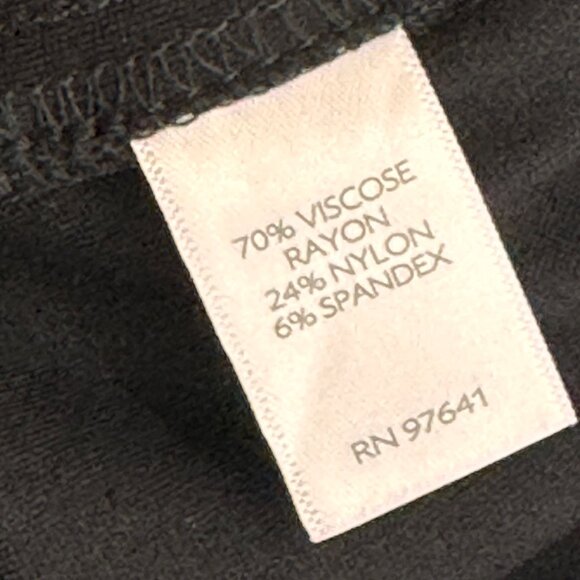 70% VISCOSE
RAYON
24% NYLON
6% SPANDEX
RN 97641